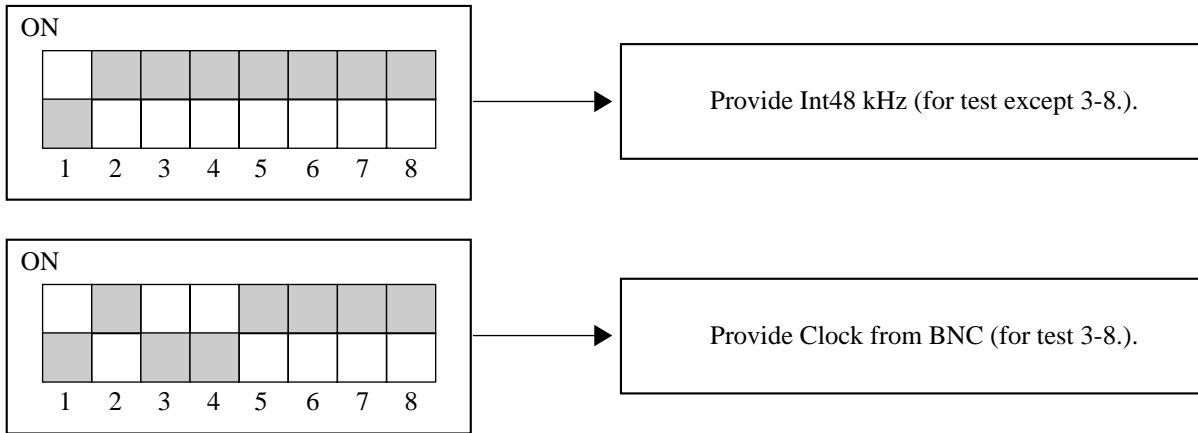 ON
1 2 3 4 5 6 7 8
Provide Int48 kHz (for test except 3-8.).
ON
1 2 3 4 5 6 7 8
Provide Clock from BNC (for test 3-8.).